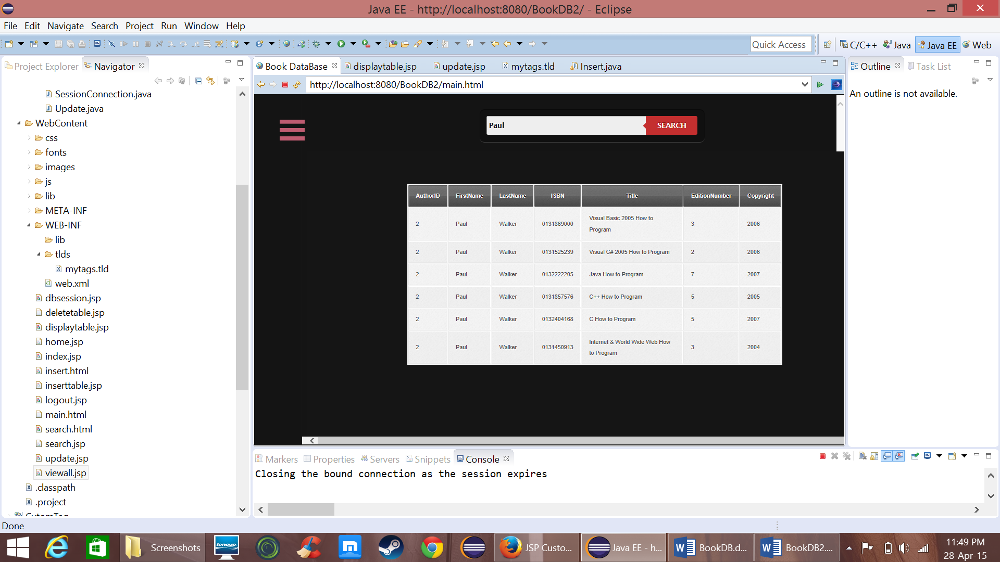 Java EE - http://localhost:8080/BookDB2/ - Eclipse
File Edit Navigate Search Project Run Window Help
Quick Access C/C++ Java Java EE Web
Project Explorer Navigator
Book DataBase displaytable.jsp update.jsp mytags.tld Insert.java
Outline Task List
http://localhost:8080/BookDB2/main.html
An outline is not available.
SessionConnection.java
Update.java
WebContent
css
fonts
images
js
lib
META-INF
WEB-INF
lib
tlds
mytags.tld
web.xml
dbsession.jsp
deletetable.jsp
displaytable.jsp
home.jsp
index.jsp
insert.html
inserttable.jsp
logout.jsp
main.html
search.html
search.jsp
update.jsp
viewall.jsp
.classpath
.project
CutomTag
Paul SEARCH
AuthorID FirstName LastName ISBN Title EditionNumber Copyright
2 Paul Walker 0131869000 Visual Basic 2005 How to Program 3 2006
2 Paul Walker 0131525239 Visual C# 2005 How to Program 2 2006
2 Paul Walker 0132222205 Java How to Program 7 2007
2 Paul Walker 0131857576 C++ How to Program 5 2005
2 Paul Walker 0132404168 C How to Program 5 2007
2 Paul Walker 0131450913 Internet & World Wide Web How to Program 3 2004
Markers Properties Servers Snippets Console
Closing the bound connection as the session expires
Done
Screenshots
lenovo
JSP Custo...
Java EE - h...
BookDB.d...
BookDB2....
11:49 PM
28-Apr-15